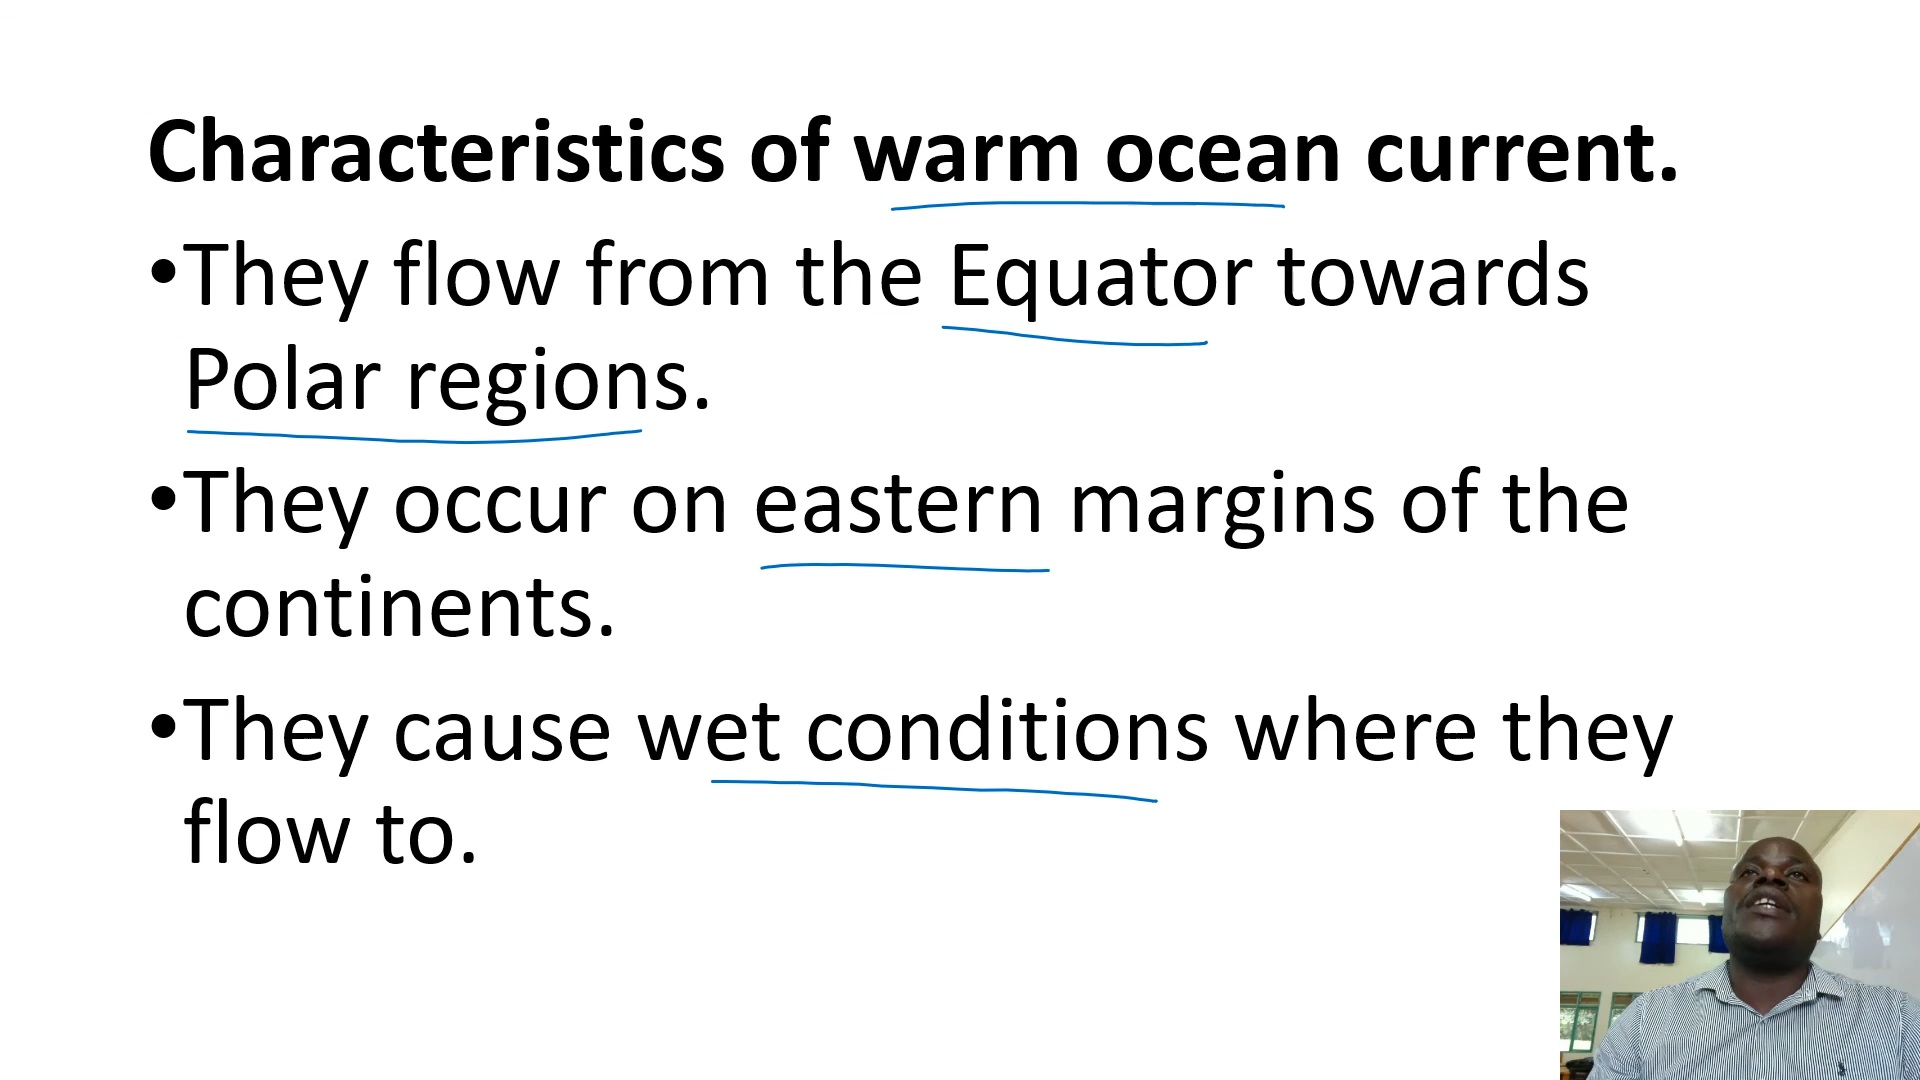 Characteristics of warm ocean current.
•They flow from the Equator towards
Polar regions.
•They occur on eastern margins of the
continents.
•They cause wet conditions where they
flow to.